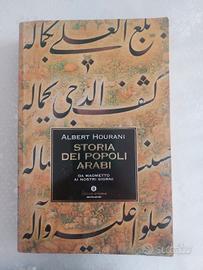 بلغ العلى بكماله
كشف الدجى بجماله
ALBERT HOURANI
STORIA
DEI POPOLI
ARABI
DA MAOMETTO
AI NOSTRI GIORNI
صلوا عليه وآله
subito